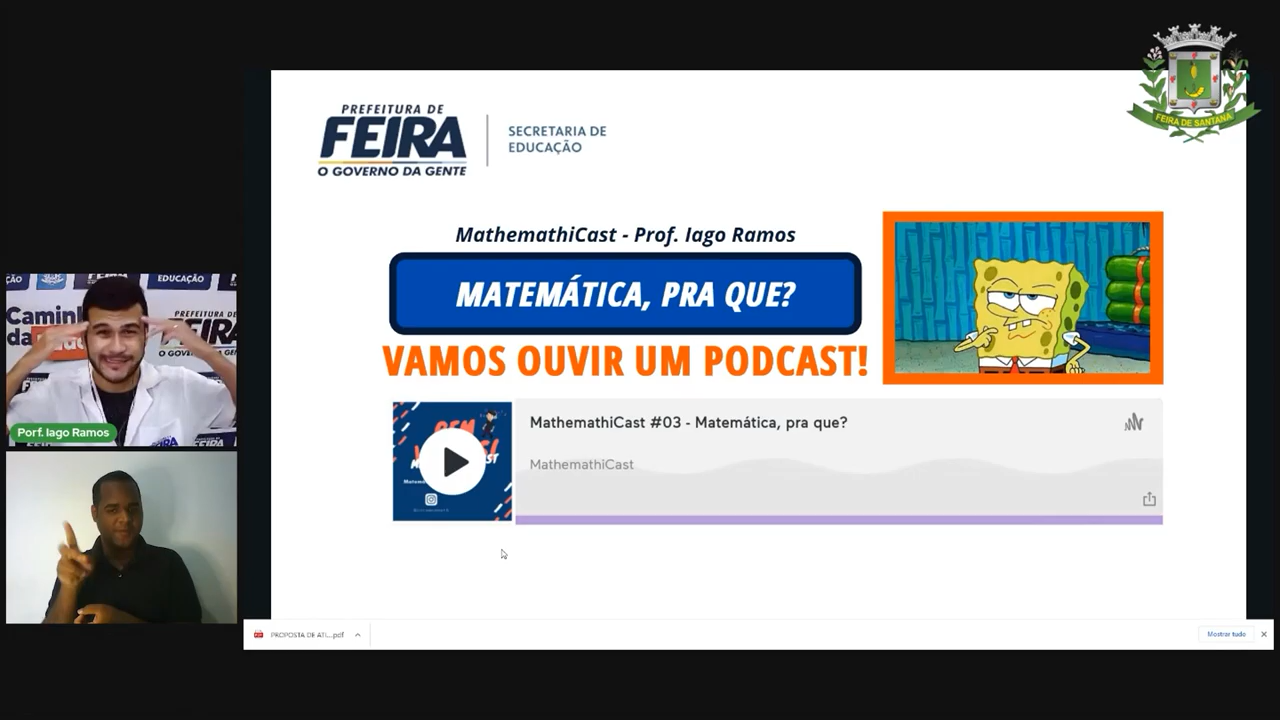 FEIRA DE SANTANA
PREFEITURA DE
FEIRA
O GOVERNO DA GENTE
SECRETARIA DE
EDUCAÇÃO
MathemathiCast - Prof. Iago Ramos
MATEMÁTICA, PRA QUE?
VAMOS OUVIR UM PODCAST!
MathemathiCast #03 - Matemática, pra que?
MathemathiCast
EDUCAÇÃO
PREFEITURA DE
O GOVERNO DA GENTE
Porf. Iago Ramos
PROPOSTA DE ATI....pdf
Mostrar tudo